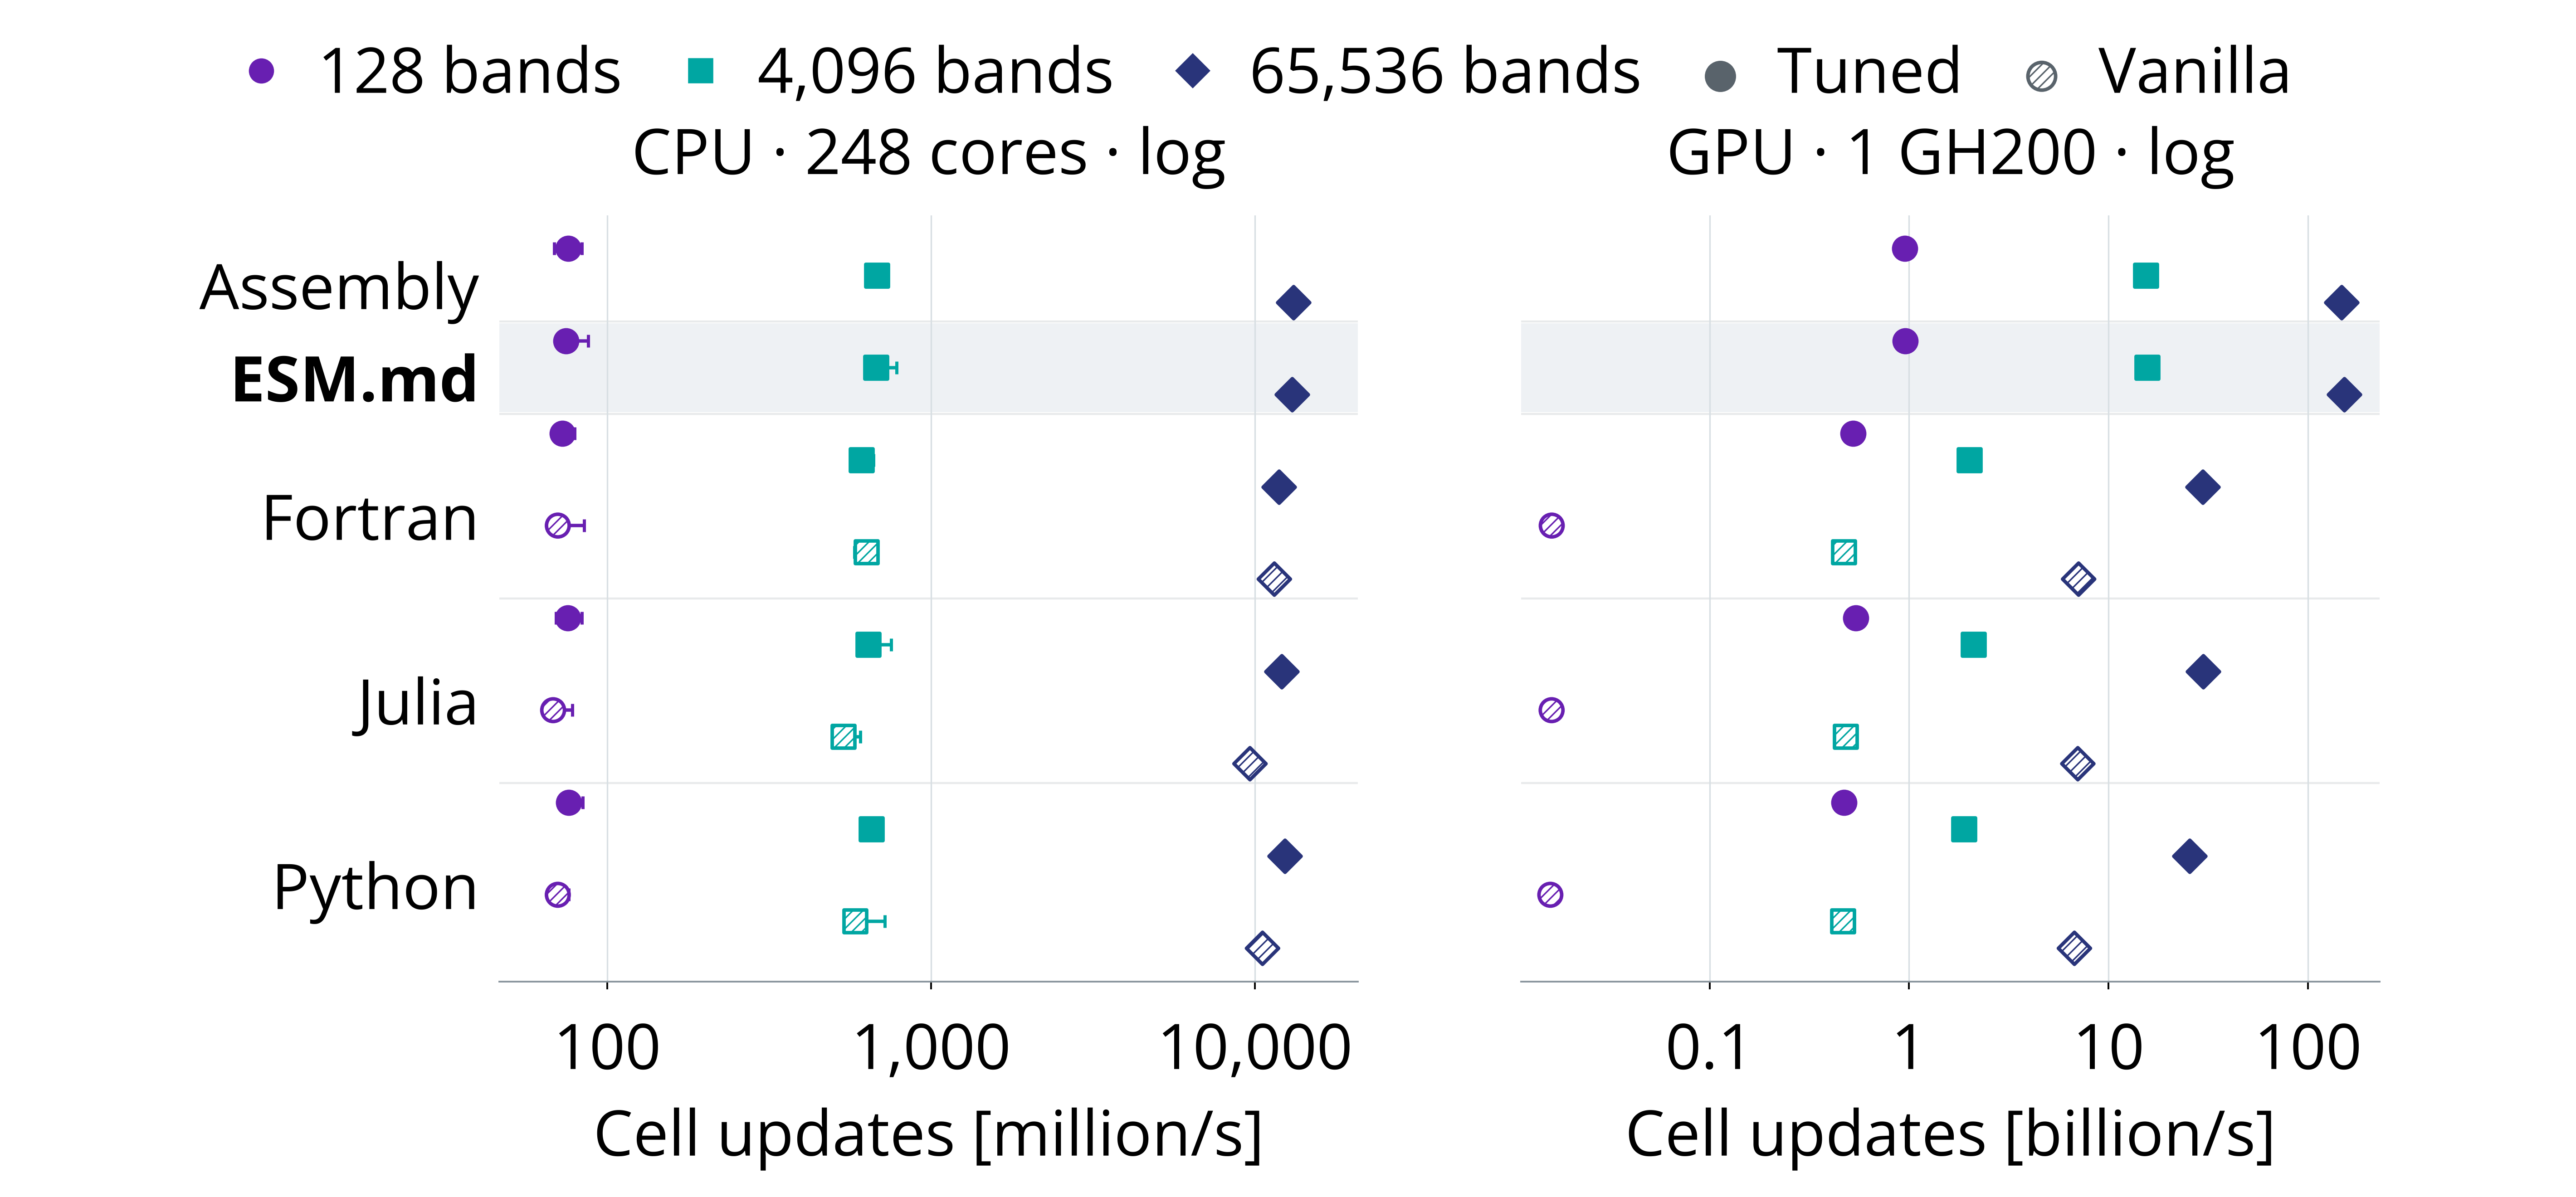 128 bands 4,096 bands 65,536 bands Tuned Vanilla
CPU · 248 cores · log
GPU · 1 GH200 · log
Assembly
ESM.md
Fortran
Julia
Python
100 1,000 10,000
0.1 1 10 100
Cell updates [million/s]
Cell updates [billion/s]